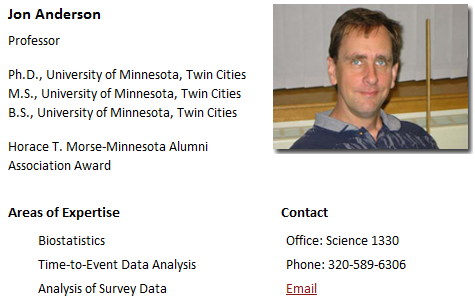 Jon Anderson
Professor
Ph.D., University of Minnesota, Twin Cities
M.S., University of Minnesota, Twin Cities
B.S., University of Minnesota, Twin Cities
Horace T. Morse-Minnesota Alumni
Association Award
Areas of Expertise
Biostatistics
Time-to-Event Data Analysis
Analysis of Survey Data
Contact
Office: Science 1330
Phone: 320-589-6306
Email